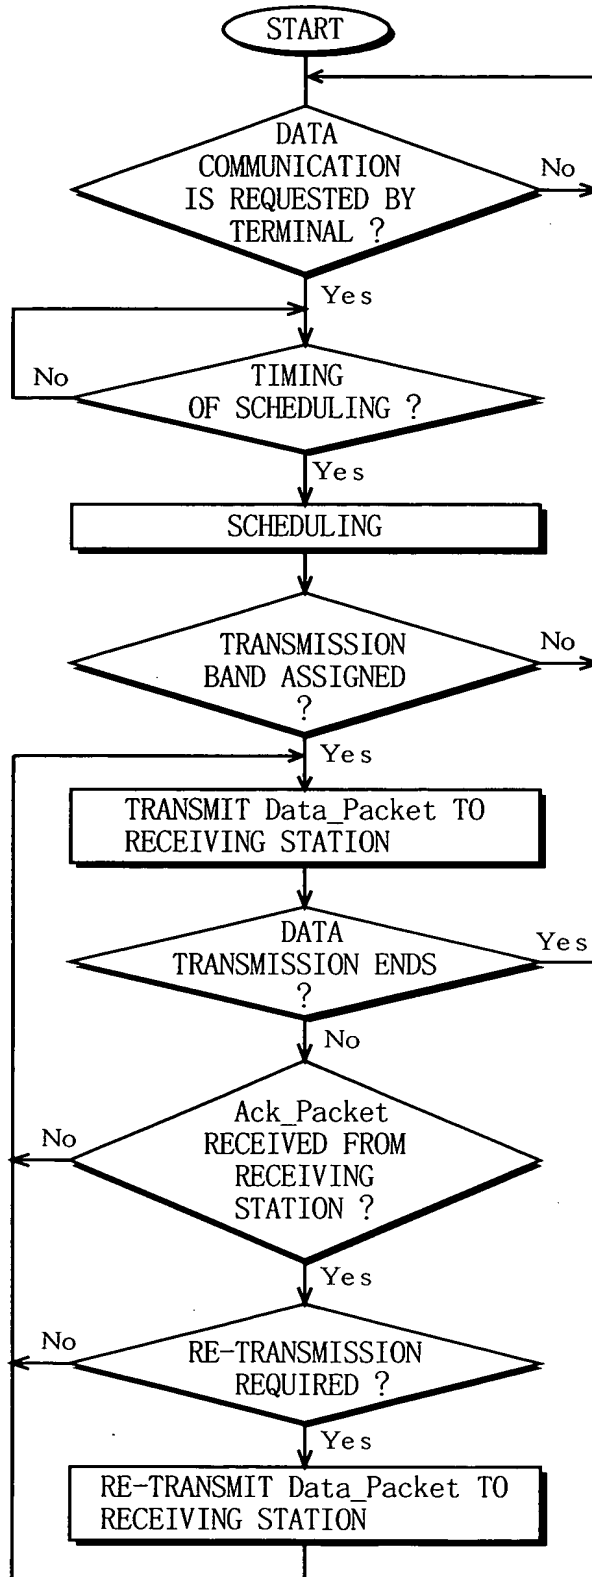 START
DATA
COMMUNICATION
IS REQUESTED BY
TERMINAL ?
No
Yes
No
TIMING
OF SCHEDULING ?
Yes
SCHEDULING
TRANSMISSION
BAND ASSIGNED
?
No
Yes
TRANSMIT Data_Packet TO
RECEIVING STATION
DATA
TRANSMISSION ENDS
?
Yes
No
Ack_Packet
RECEIVED FROM
RECEIVING
STATION ?
No
Yes
No
RE-TRANSMISSION
REQUIRED ?
Yes
RE-TRANSMIT Data_Packet TO
RECEIVING STATION